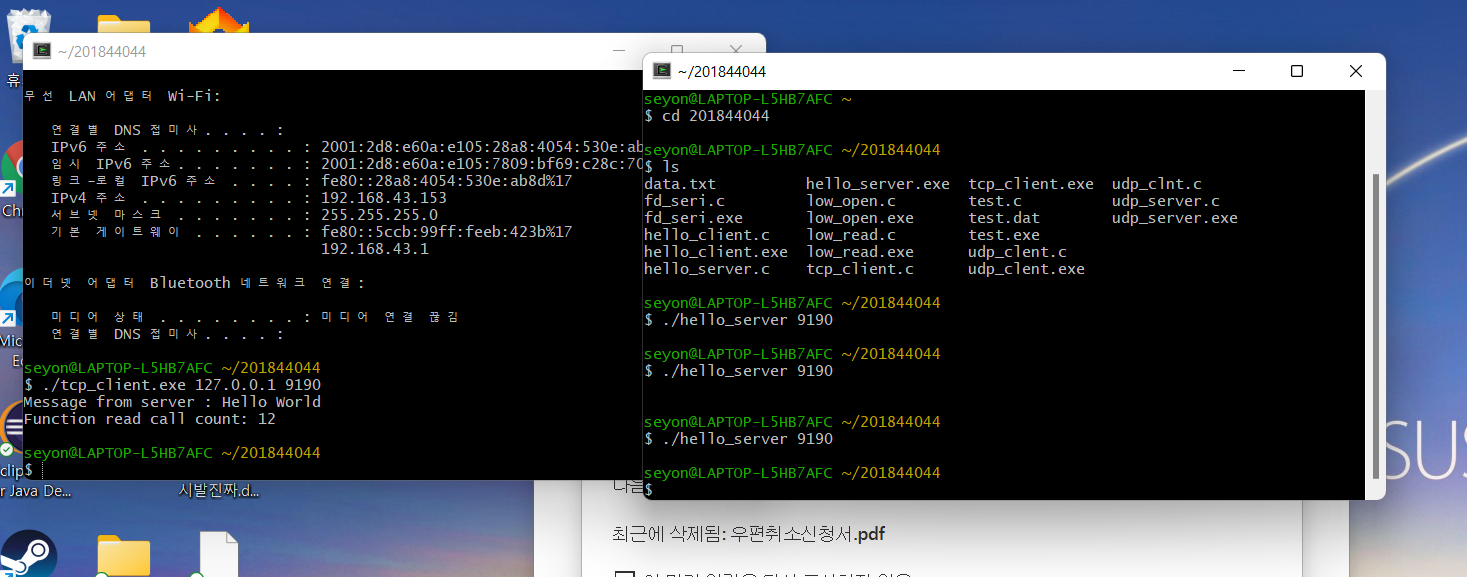 ~/201844044
무선 LAN 어댑터 Wi-Fi:
연결별 DNS 접미사. . . . :
IPv6 주소 . . . . . . . . . : 2001:2d8:e60a:e105:28a8:4054:530e:ab
임시 IPv6 주소. . . . . . . . : 2001:2d8:e60a:e105:7809:bf69:c28c:70
링크-로컬 IPv6 주소 . . . . : fe80::28a8:4054:530e:ab8d%17
IPv4 주소 . . . . . . . . . : 192.168.43.153
서브넷 마스크 . . . . . . . : 255.255.255.0
기본 게이트웨이 . . . . . . : fe80::5ccb:99ff:feeb:423b%17
192.168.43.1
이더넷 어댑터 Bluetooth 네트워크 연결:
미디어 상태 . . . . . . . . : 미디어 연결 끊김
연결별 DNS 접미사. . . . :
seyon@LAPTOP-L5HB7AFC ~/201844044
$ ./tcp_client.exe 127.0.0.1 9190
Message from server : Hello World
Function read call count: 12
seyon@LAPTOP-L5HB7AFC ~/201844044
$
~/201844044
seyon@LAPTOP-L5HB7AFC ~
$ cd 201844044
seyon@LAPTOP-L5HB7AFC ~/201844044
$ ls
data.txt hello_server.exe tcp_client.exe udp_clnt.c
fd_seri.c low_open.c test.c udp_server.c
fd_seri.exe low_open.exe test.dat udp_server.exe
hello_client.c low_read.c test.exe
hello_client.exe low_read.exe udp_clent.c
hello_server.c tcp_client.c udp_clent.exe
seyon@LAPTOP-L5HB7AFC ~/201844044
$ ./hello_server 9190
seyon@LAPTOP-L5HB7AFC ~/201844044
$ ./hello_server 9190
seyon@LAPTOP-L5HB7AFC ~/201844044
$ ./hello_server 9190
seyon@LAPTOP-L5HB7AFC ~/201844044
$
휴
Ch
Mic
Ec
clip
r Java De...
시발진짜.d...
SUS
최근에 삭제됨: 우편취소신청서.pdf